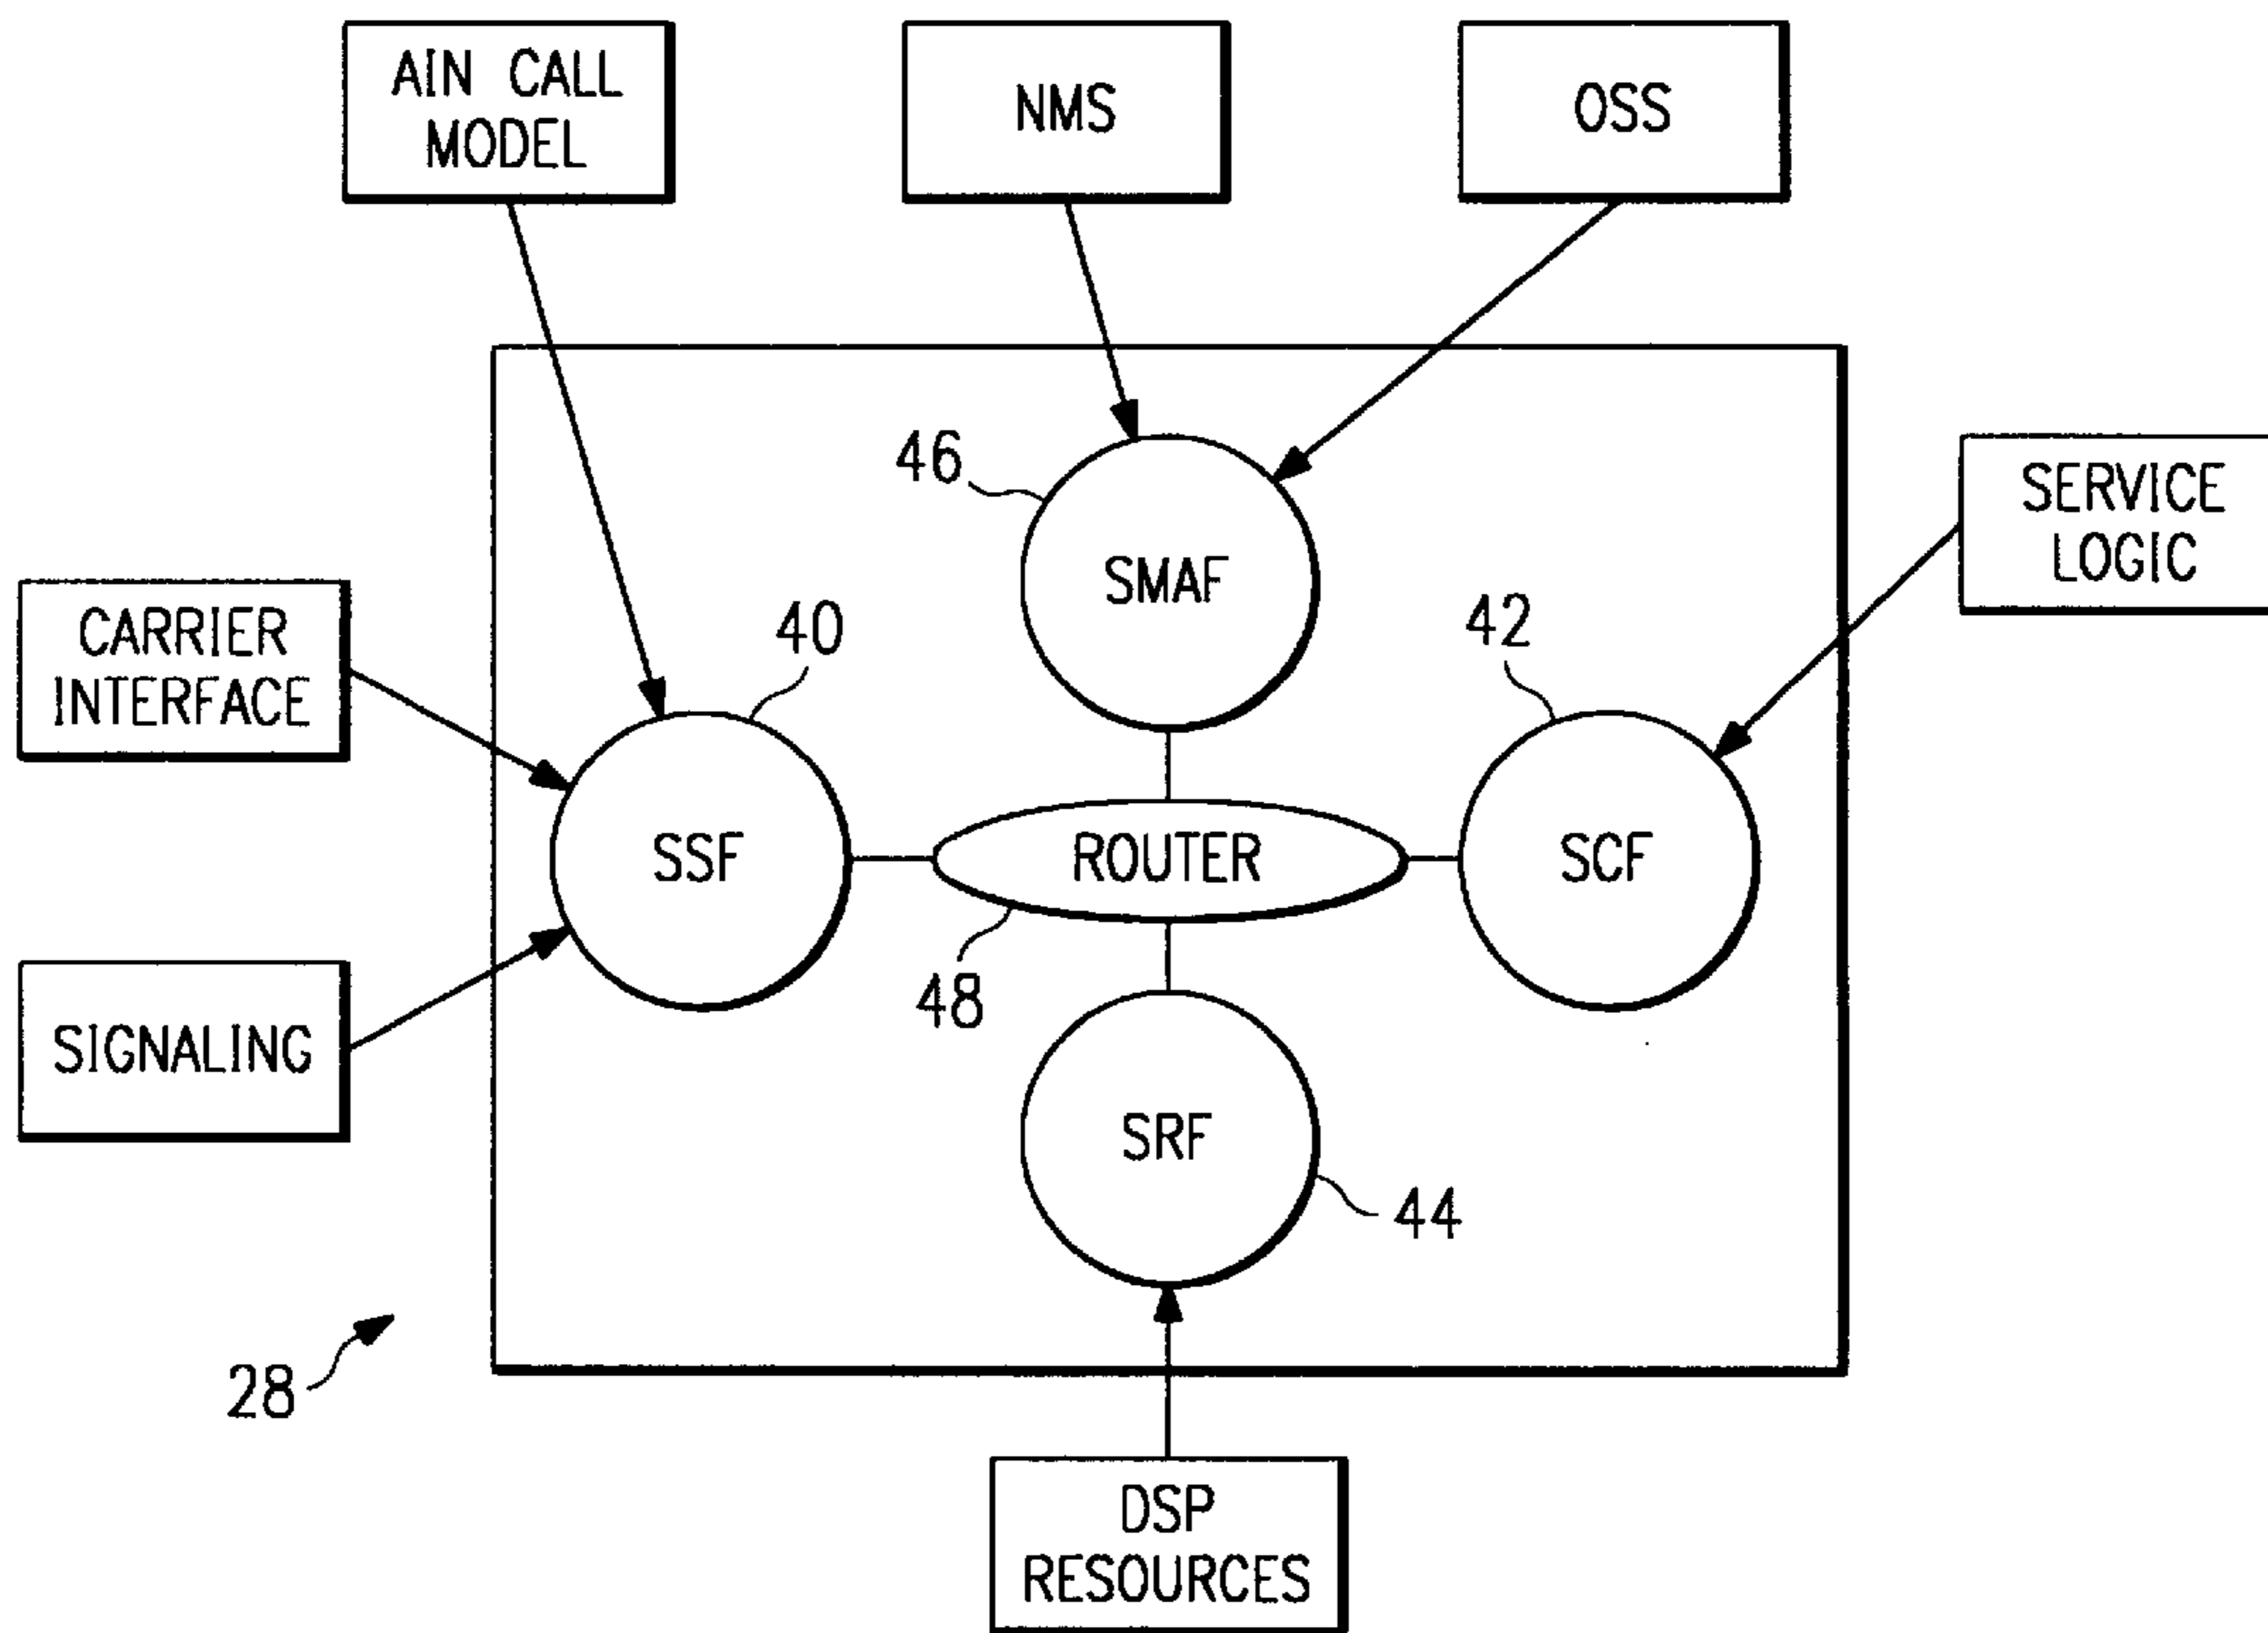 AIN CALL
MODEL
NMS
OSS
46
SMAF
SERVICE
LOGIC
CARRIER
INTERFACE
40
42
SSF
ROUTER
SCF
48
SIGNALING
SRF
44
28
DSP
RESOURCES